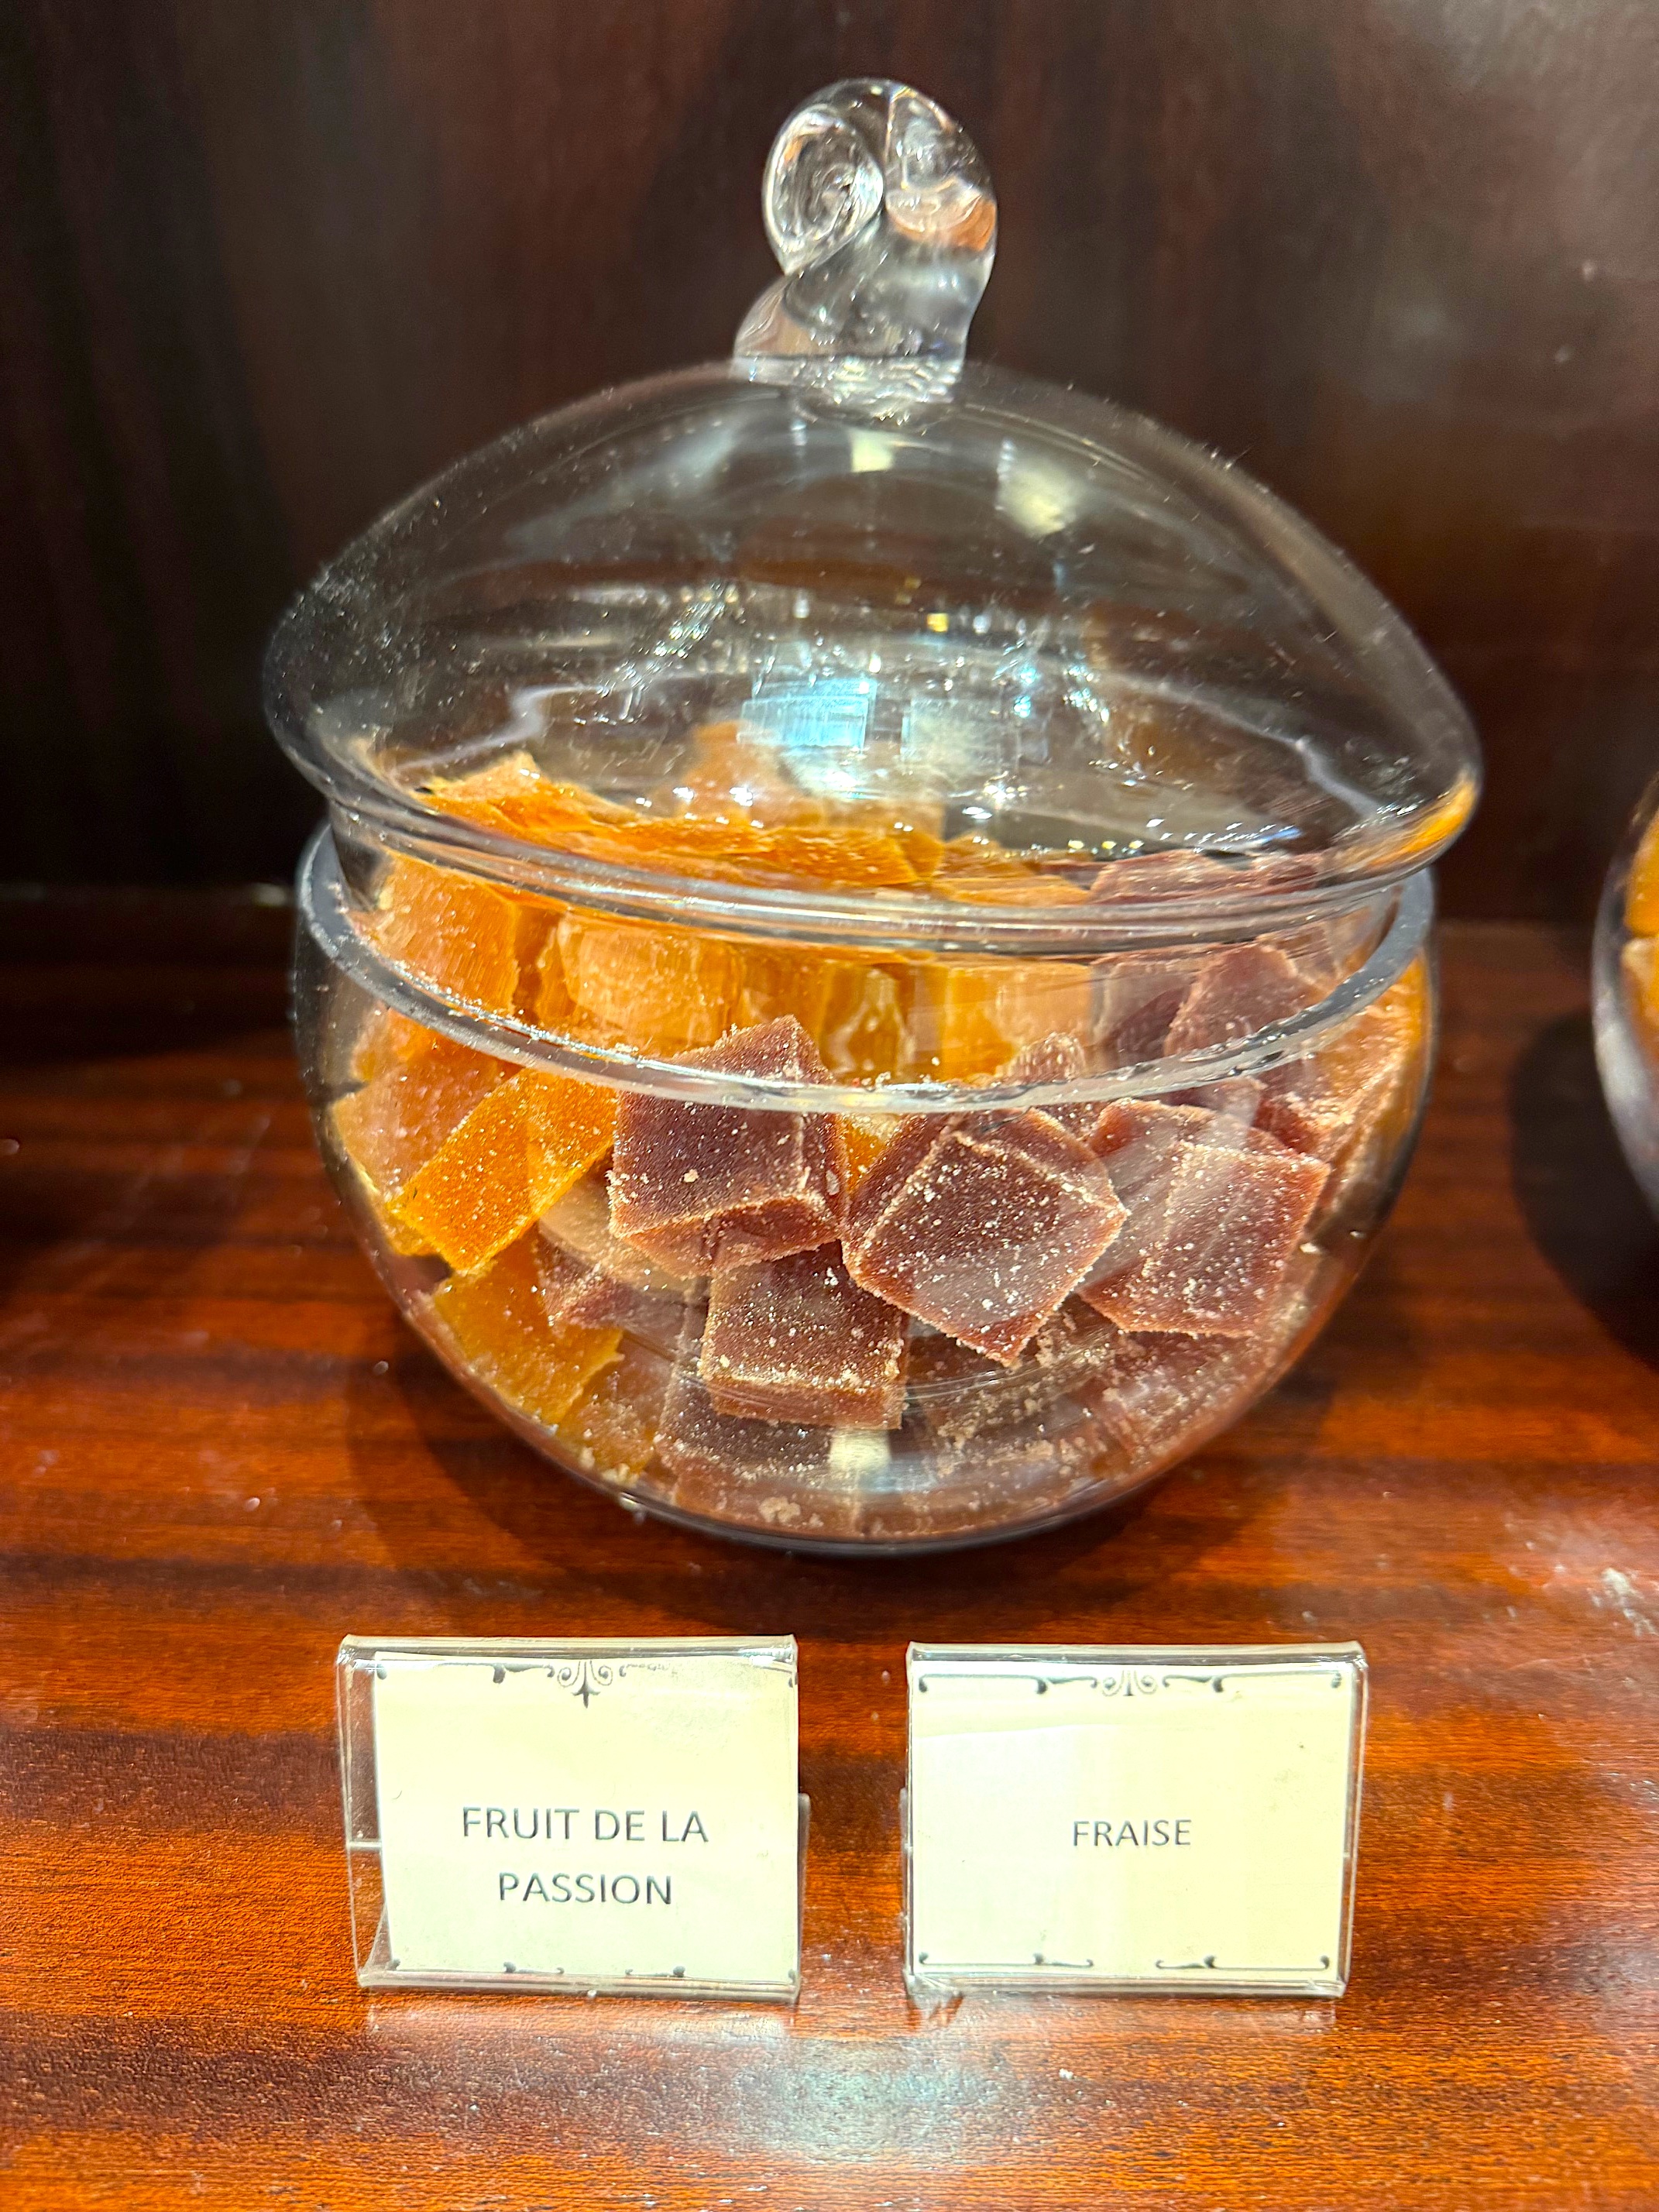 FRUIT DE LA
PASSION
FRAISE